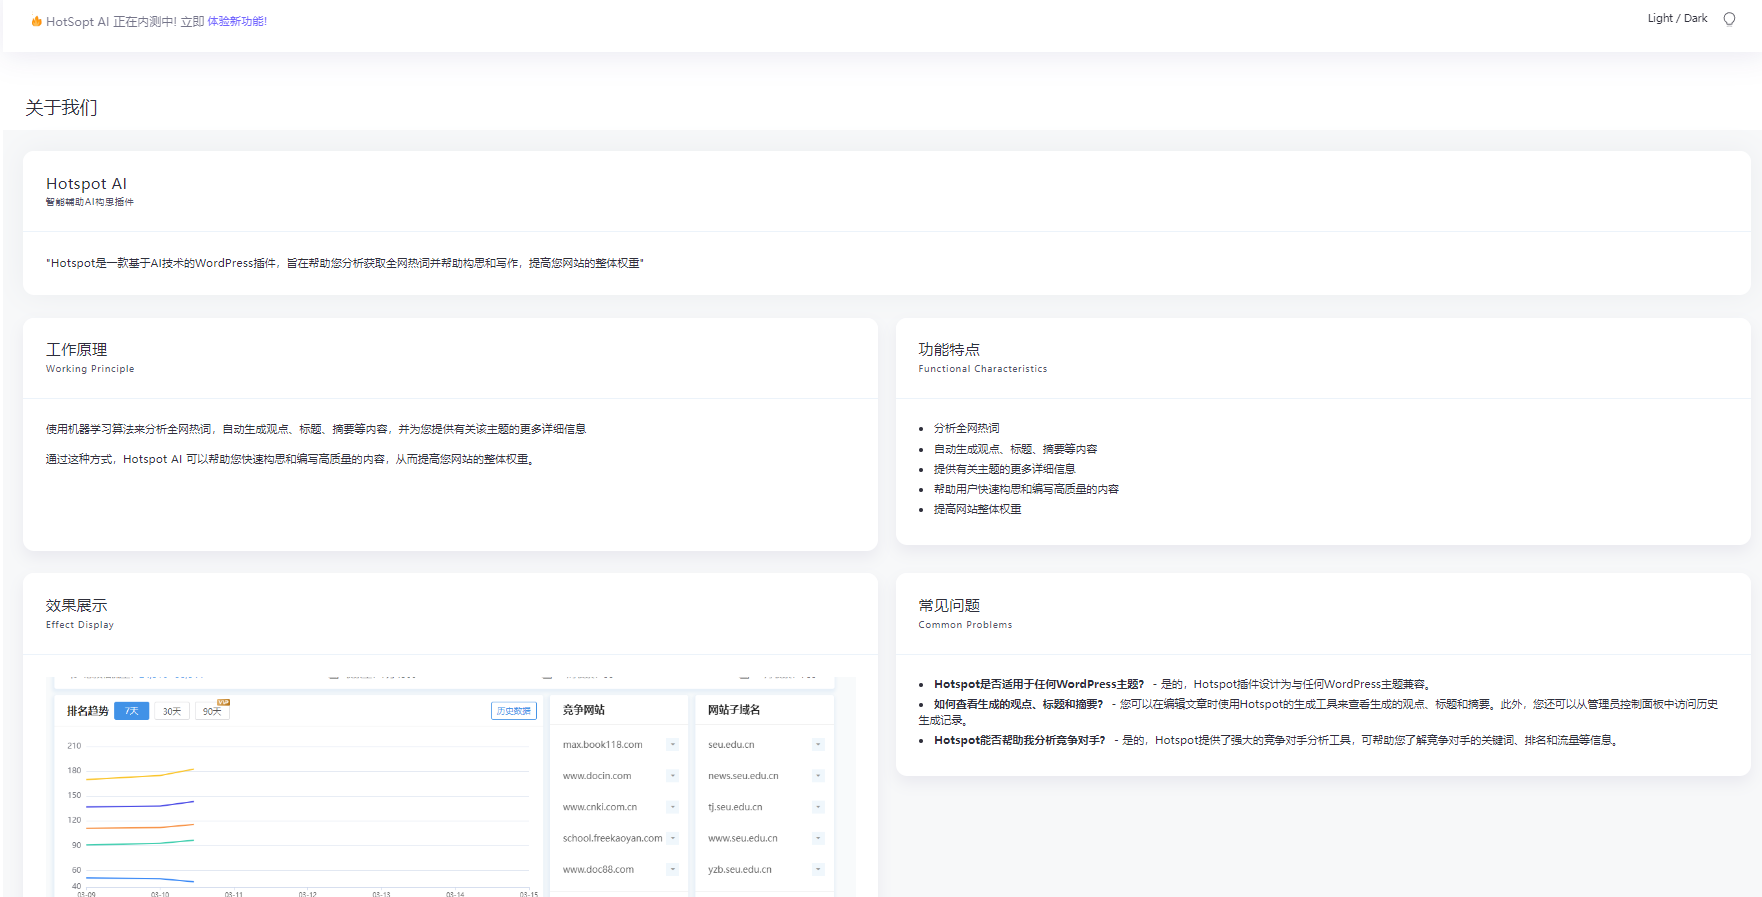 HotSopt AI 正在内测中! 立即 体验新功能!
Light / Dark
关于我们
Hotspot AI
智能辅助AI构思插件
"Hotspot是一款基于AI技术的WordPress插件，旨在帮助您分析获取全网热词并帮助构思和写作，提高您网站的整体权重"
工作原理
Working Principle
使用机器学习算法来分析全网热词，自动生成观点、标题、摘要等内容，并为您提供有关该主题的更多详细信息
通过这种方式，Hotspot AI 可以帮助您快速构思和编写高质量的内容，从而提高您网站的整体权重。
功能特点
Functional Characteristics
分析全网热词
自动生成观点、标题、摘要等内容
提供有关主题的更多详细信息
帮助用户快速构思和编写高质量的内容
提高网站整体权重
效果展示
Effect Display
排名趋势 7天 30天 90天 VIP 历史数据
210
180
150
120
90
60
40
03-09 03-10 03-11 03-12 03-13 03-14 03-15
竞争网站
max.book118.com
www.docin.com
www.cnki.com.cn
school.freekaoyan.com
www.doc88.com
网站子域名
seu.edu.cn
news.seu.edu.cn
tj.seu.edu.cn
www.seu.edu.cn
yzb.seu.edu.cn
常见问题
Common Problems
Hotspot是否适用于任何WordPress主题？ - 是的，Hotspot插件设计为与任何WordPress主题兼容。
如何查看生成的观点、标题和摘要？ - 您可以在编辑文章时使用Hotspot的生成工具来查看生成的观点、标题和摘要。此外，您还可以从管理员控制面板中访问历史
生成记录。
Hotspot能否帮助我分析竞争对手？ - 是的，Hotspot提供了强大的竞争对手分析工具，可帮助您了解竞争对手的关键词、排名和流量等信息。